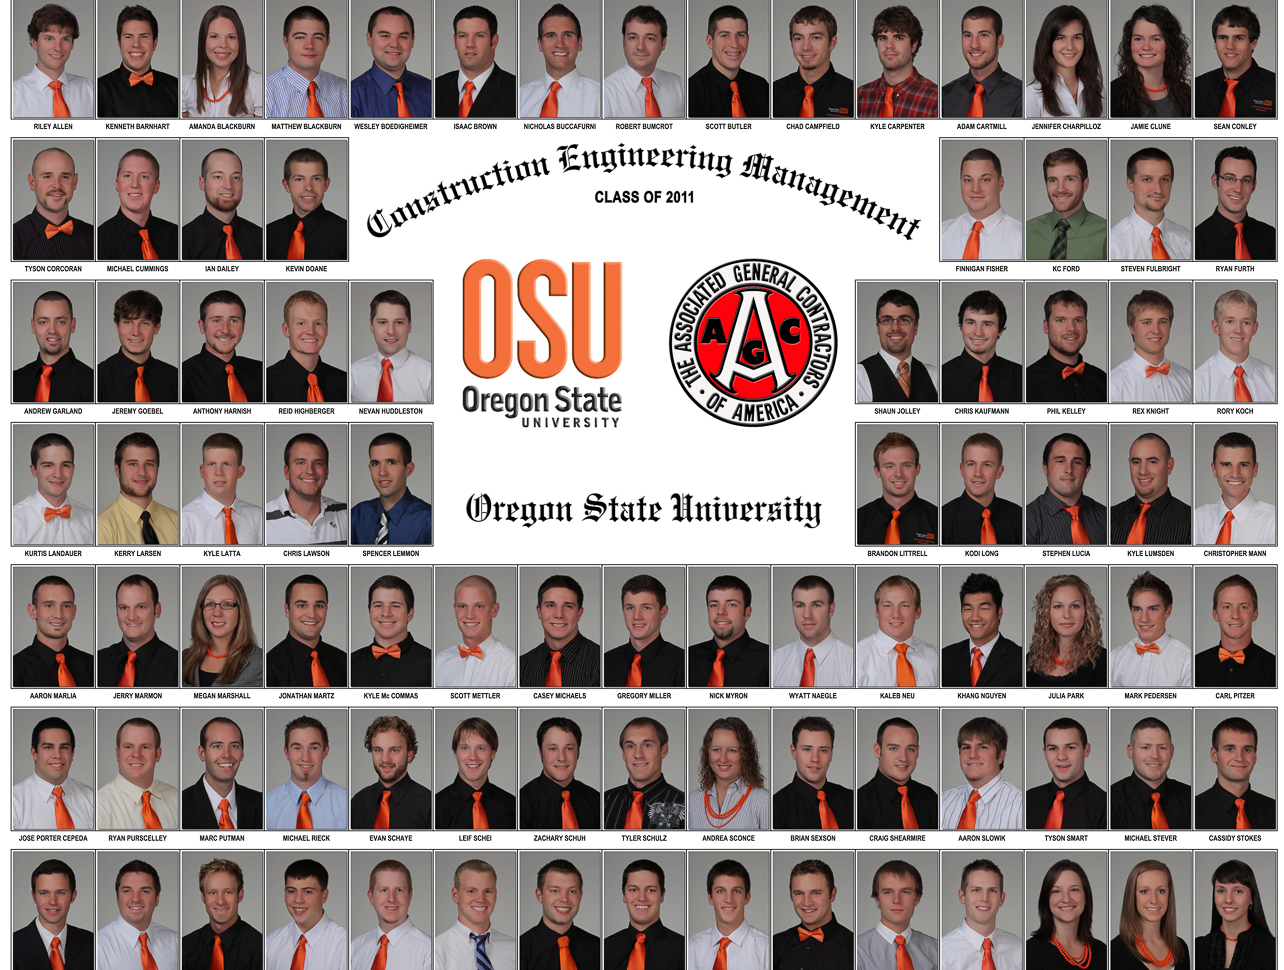 RILEY ALLEN KENNETH BARNHART AMANDA BLACKBURN MATTHEW BLACKBURN WESLEY BOEDIGHEIMER ISAAC BROWN NICHOLAS BUCCAFURNI ROBERT BUMCROT SCOTT BUTLER CHAD CAMPFIELD KYLE CARPENTER ADAM CARTMILL JENNIFER CHARPILLOZ JAMIE CLUNE SEAN CONLEY
Construction Engineering Management
CLASS OF 2011
TYSON CORCORAN MICHAEL CUMMINGS IAN DAILEY KEVIN DOANE FINNIGAN FISHER KC FORD STEVEN FULBRIGHT RYAN FURTH
OSU
Oregon State
UNIVERSITY
THE ASSOCIATED GENERAL CONTRACTORS
OF AMERICA
AGC
ANDREW GARLAND JEREMY GOEBEL ANTHONY HARNISH REID HIGHBERGER NEVAN HUDDLESTON SHAUN JOLLEY CHRIS KAUFMANN PHIL KELLEY REX KNIGHT RORY KOCH
Oregon State University
KURTIS LANDAUER KERRY LARSEN KYLE LATTA CHRIS LAWSON SPENCER LEMMON BRANDON LITTRELL KODI LONG STEPHEN LUCIA KYLE LUMSDEN CHRISTOPHER MANN
AARON MARLIA JERRY MARMON MEGAN MARSHALL JONATHAN MARTZ KYLE Mc COMMAS SCOTT METTLER CASEY MICHAELS GREGORY MILLER NICK MYRON WYATT NAEGLE KALEB NEU KHANG NGUYEN JULIA PARK MARK PEDERSEN CARL PITZER
JOSE PORTER CEPEDA RYAN PURSCELLEY MARC PUTMAN MICHAEL RIECK EVAN SCHAYE LEIF SCHEI ZACHARY SCHUH TYLER SCHULZ ANDREA SCONCE BRIAN SEXSON CRAIG SHEARMIRE AARON SLOWIK TYSON SMART MICHAEL STEVER CASSIDY STOKES